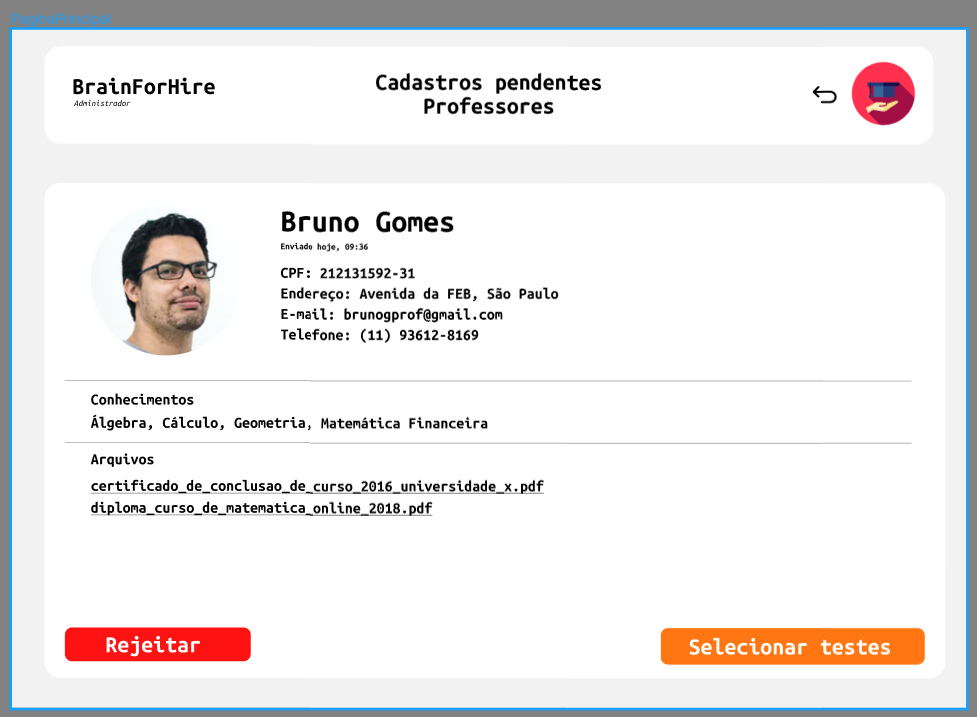 PaginaPrincipal
BrainForHire
Administrador
Cadastros pendentes
Professores
Bruno Gomes
Enviado hoje, 09:36
CPF: 212131592-31
Endereço: Avenida da FEB, São Paulo
E-mail: brunogprof@gmail.com
Telefone: (11) 93612-8169
Conhecimentos
Álgebra, Cálculo, Geometria, Matemática Financeira
Arquivos
certificado_de_conclusao_de_curso_2016_universidade_x.pdf
diploma_curso_de_matematica_online_2018.pdf
Rejeitar
Selecionar testes